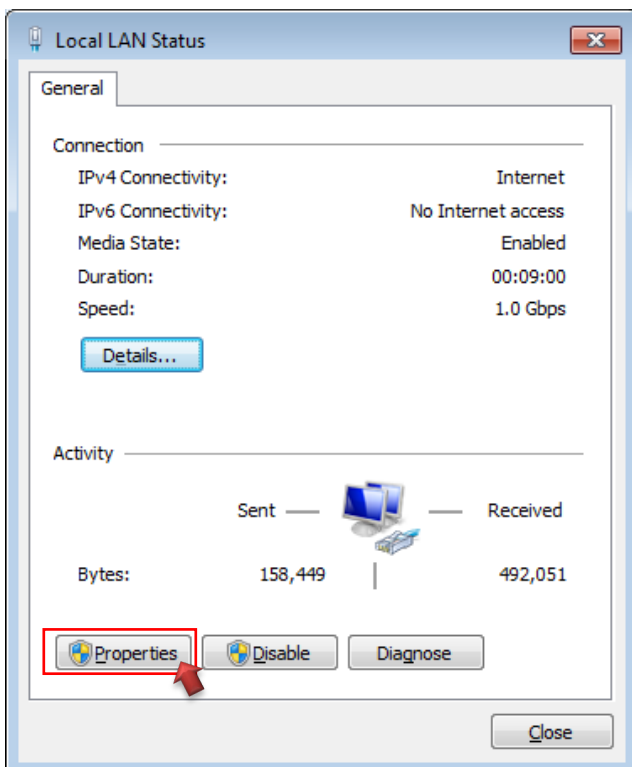 Local LAN Status
General
Connection
IPv4 Connectivity: Internet
IPv6 Connectivity: No Internet access
Media State: Enabled
Duration: 00:09:00
Speed: 1.0 Gbps
Details...
Activity
Sent Received
Bytes: 158,449 492,051
Properties Disable Diagnose
Close